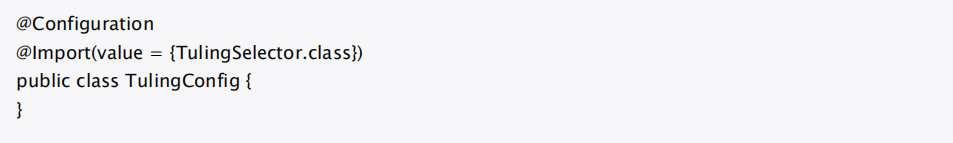 @Configuration
@Import(value = {TulingSelector.class})
public class TulingConfig {
}